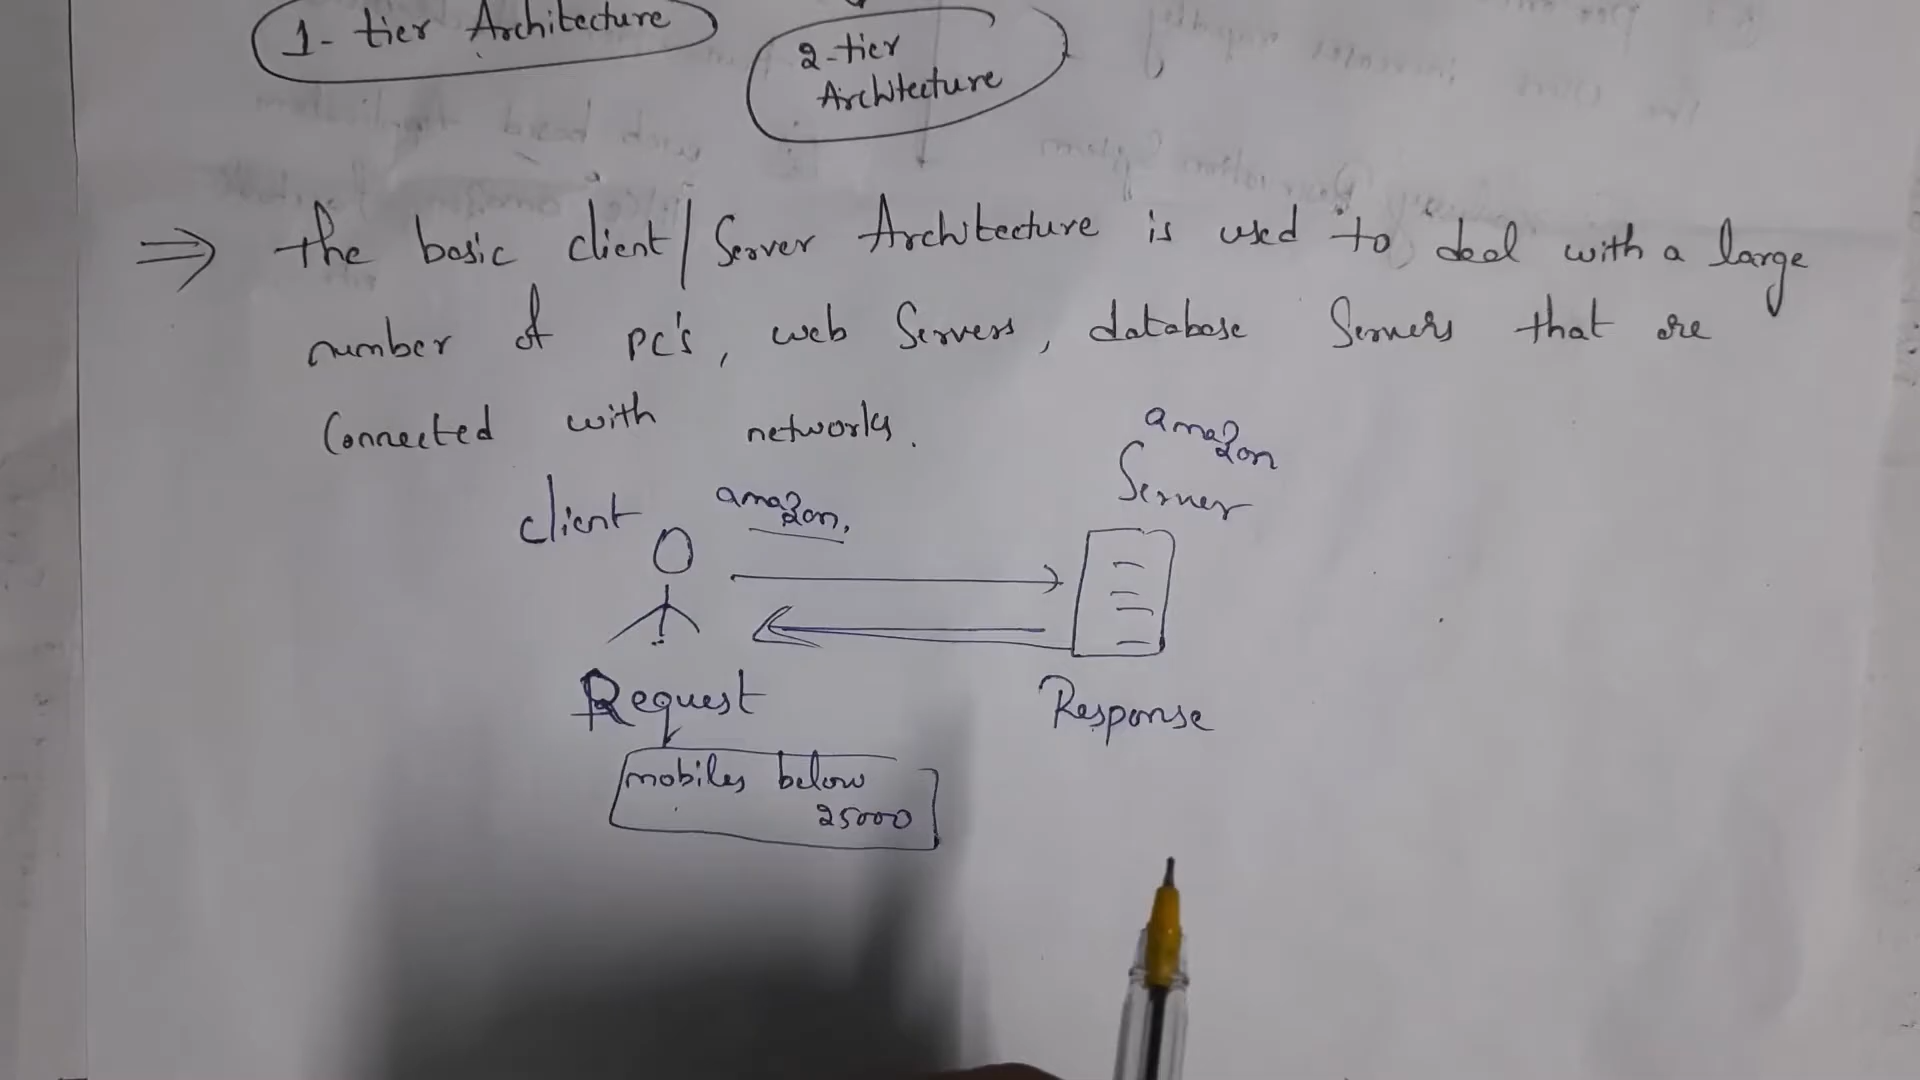 1- tier Architecture
2-tier
Architecture
⇒ the basic client/Server Architecture is used to deal with a large
number of pc's, web Servers, database Servers that are
Connected with networks.
client amazon,
amazon
Server
Request
Response
mobiles below
25000